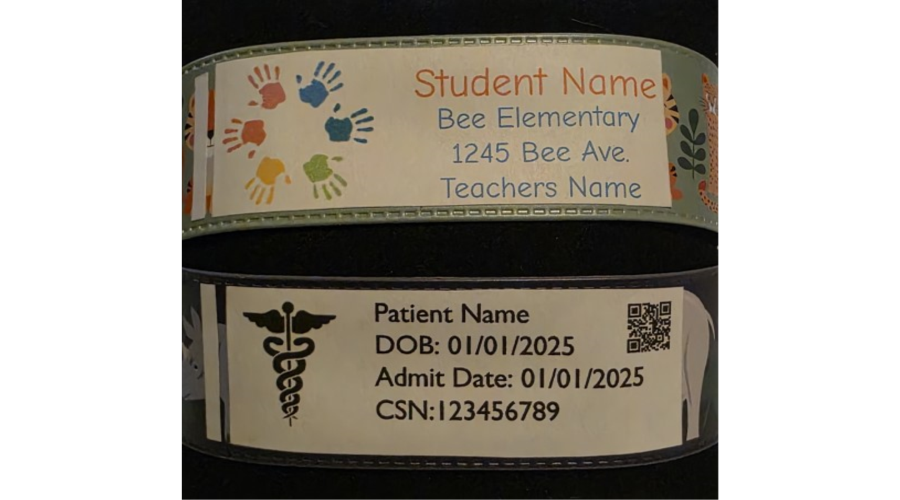 Student Name
Bee Elementary
1245 Bee Ave.
Teachers Name
Patient Name
DOB: 01/01/2025
Admit Date: 01/01/2025
CSN:123456789